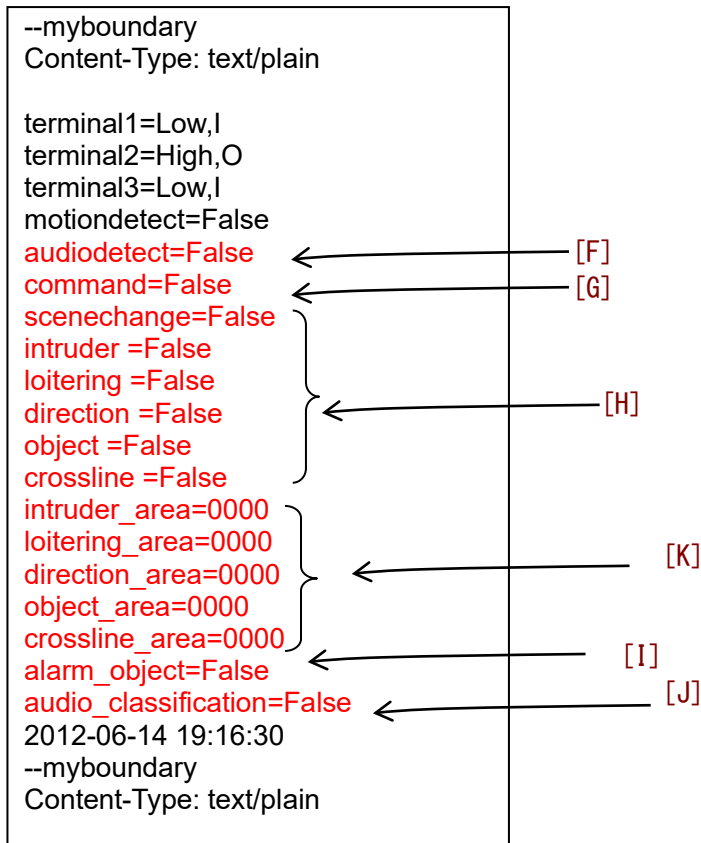 --myboundary
Content-Type: text/plain

terminal1=Low,I
terminal2=High,O
terminal3=Low,I
motiondetect=False
audiodetect=False [F]
command=False [G]
scenechange=False
intruder =False
loitering =False
direction =False [H]
object =False
crossline =False
intruder_area=0000
loitering_area=0000 [K]
direction_area=0000
object_area=0000
crossline_area=0000 [I]
alarm_object=False
audio_classification=False [J]
2012-06-14 19:16:30
--myboundary
Content-Type: text/plain